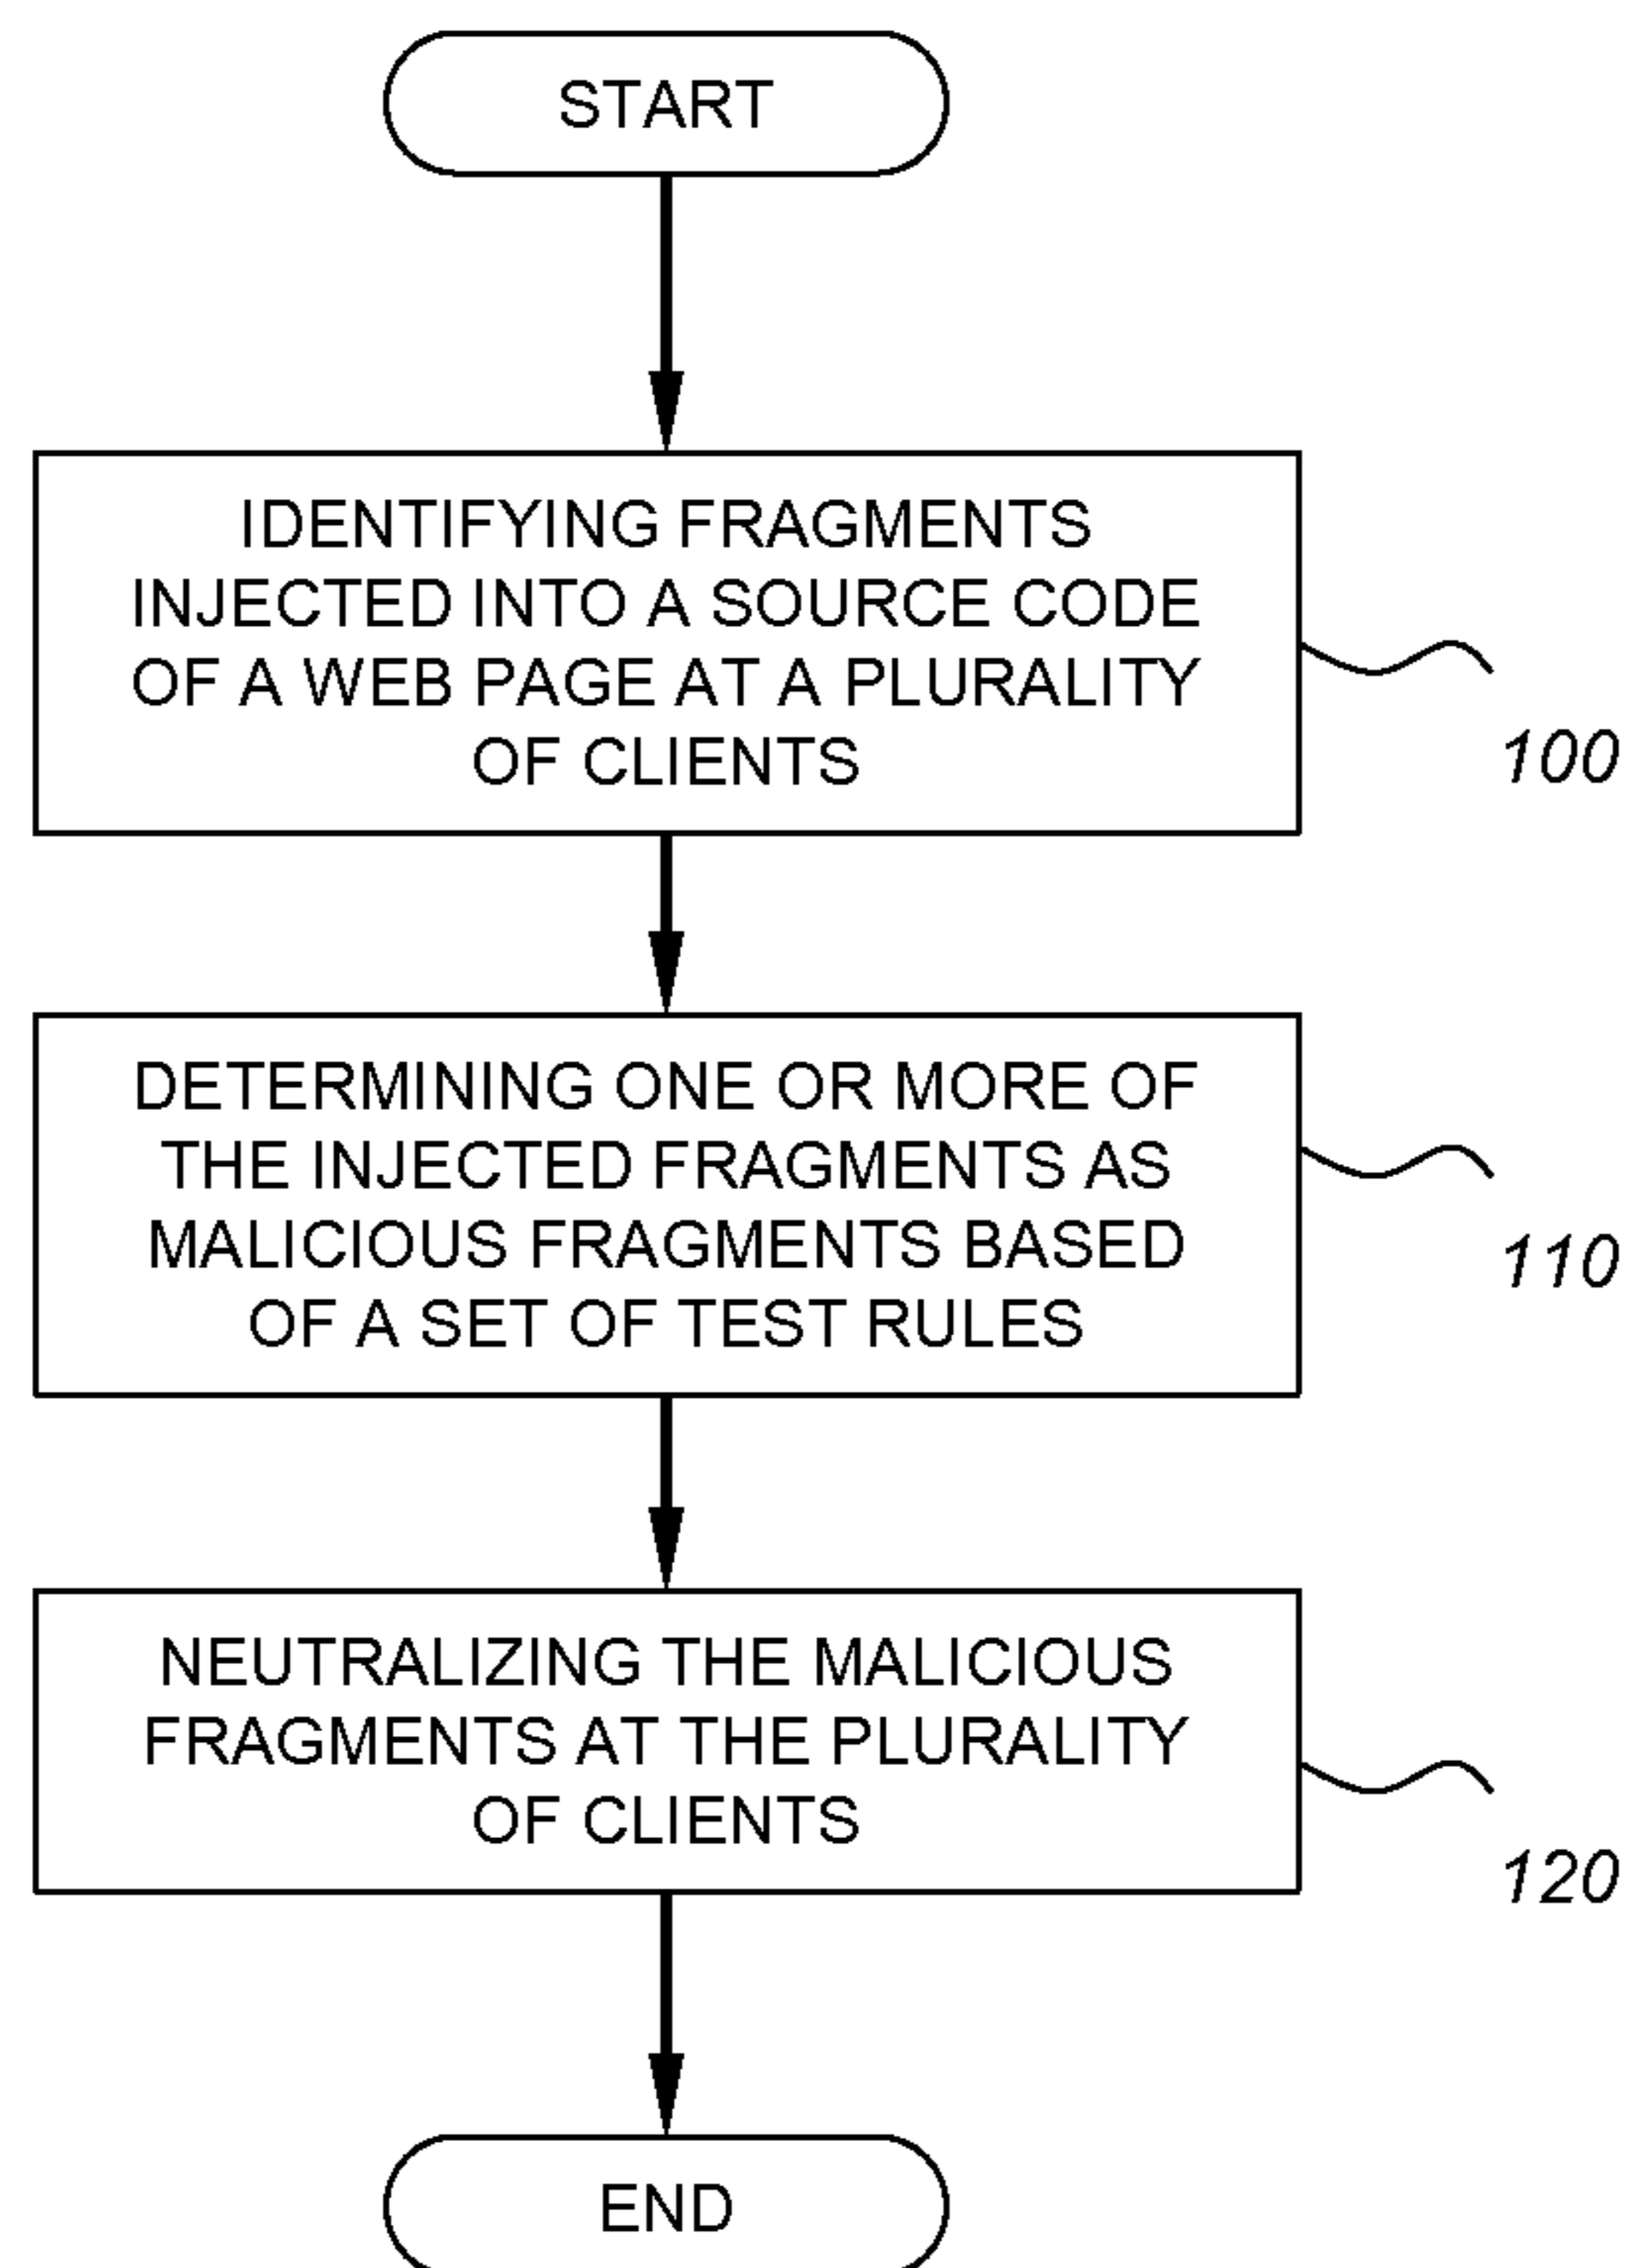 START
IDENTIFYING FRAGMENTS
INJECTED INTO A SOURCE CODE
OF A WEB PAGE AT A PLURALITY
OF CLIENTS
100
DETERMINING ONE OR MORE OF
THE INJECTED FRAGMENTS AS
MALICIOUS FRAGMENTS BASED
OF A SET OF TEST RULES
110
NEUTRALIZING THE MALICIOUS
FRAGMENTS AT THE PLURALITY
OF CLIENTS
120
END